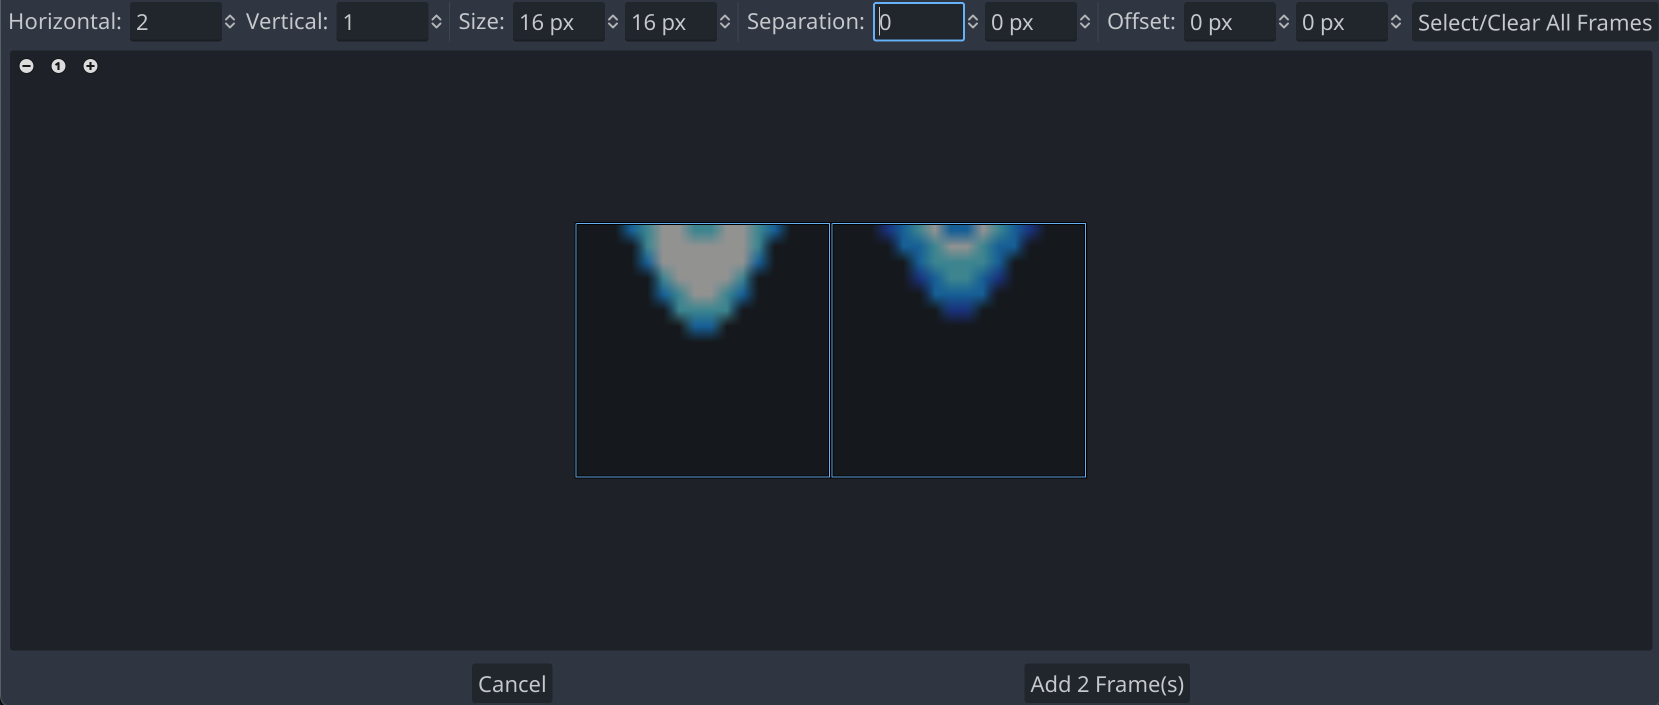 Horizontal: 2 Vertical: 1 Size: 16 px 16 px Separation: 0 0 px Offset: 0 px 0 px Select/Clear All Frames
1
Cancel Add 2 Frame(s)